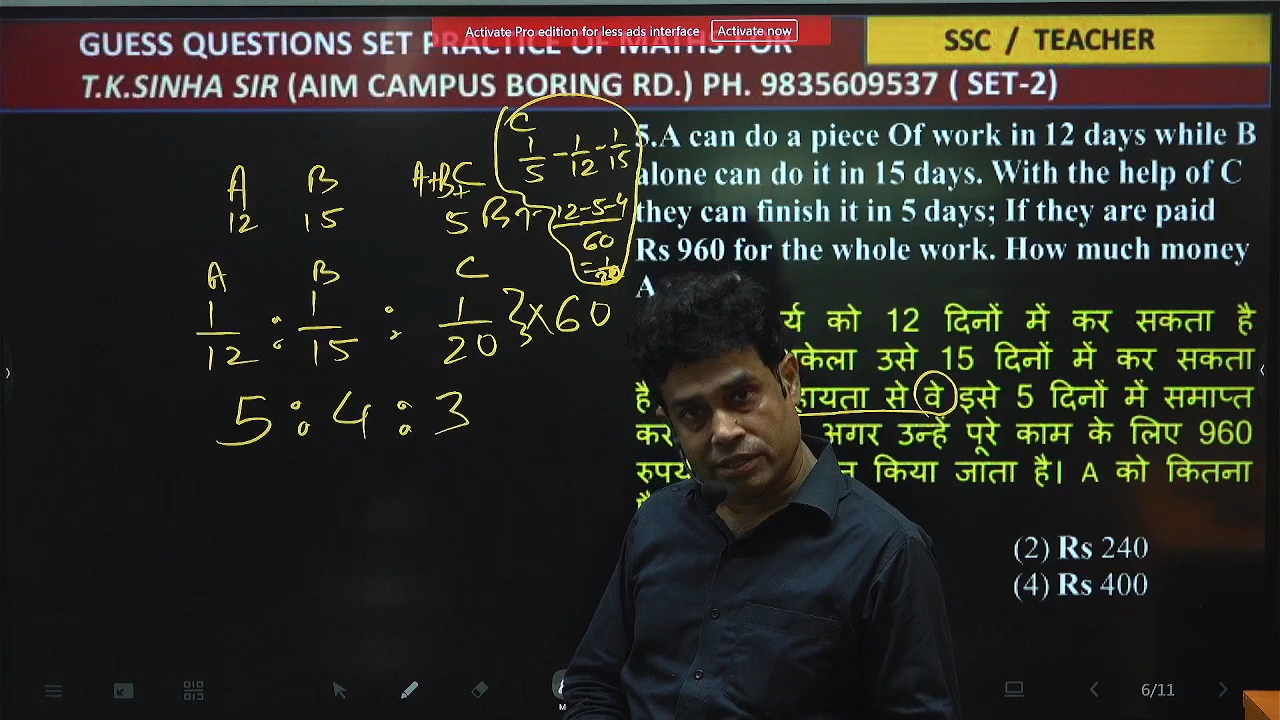 Activate Pro edition for less ads interface Activate now
GUESS QUESTIONS SET PRACTICE OF MATHS FOR
T.K.SINHA SIR (AIM CAMPUS BORING RD.) PH. 9835609537 ( SET-2)
SSC / TEACHER
5.A can do a piece Of work in 12 days while B
alone can do it in 15 days. With the help of C
they can finish it in 5 days; If they are paid
Rs 960 for the whole work. How much money
A
र्य को 12 दिनों में कर सकता है
केला उसे 15 दिनों में कर सकता
है हायता से वे इसे 5 दिनों में समाप्त
कर अगर उन्हें पूरे काम के लिए 960
रुपय न किया जाता है। A को कितना
(2) Rs 240
(4) Rs 400
A B A+B+C
12 15 5
C
1/5 - 1/12 - 1/15
12-5-4
60
A B C
1/12 : 1/15 : 1/20 } × 60
5 : 4 : 3
6/11